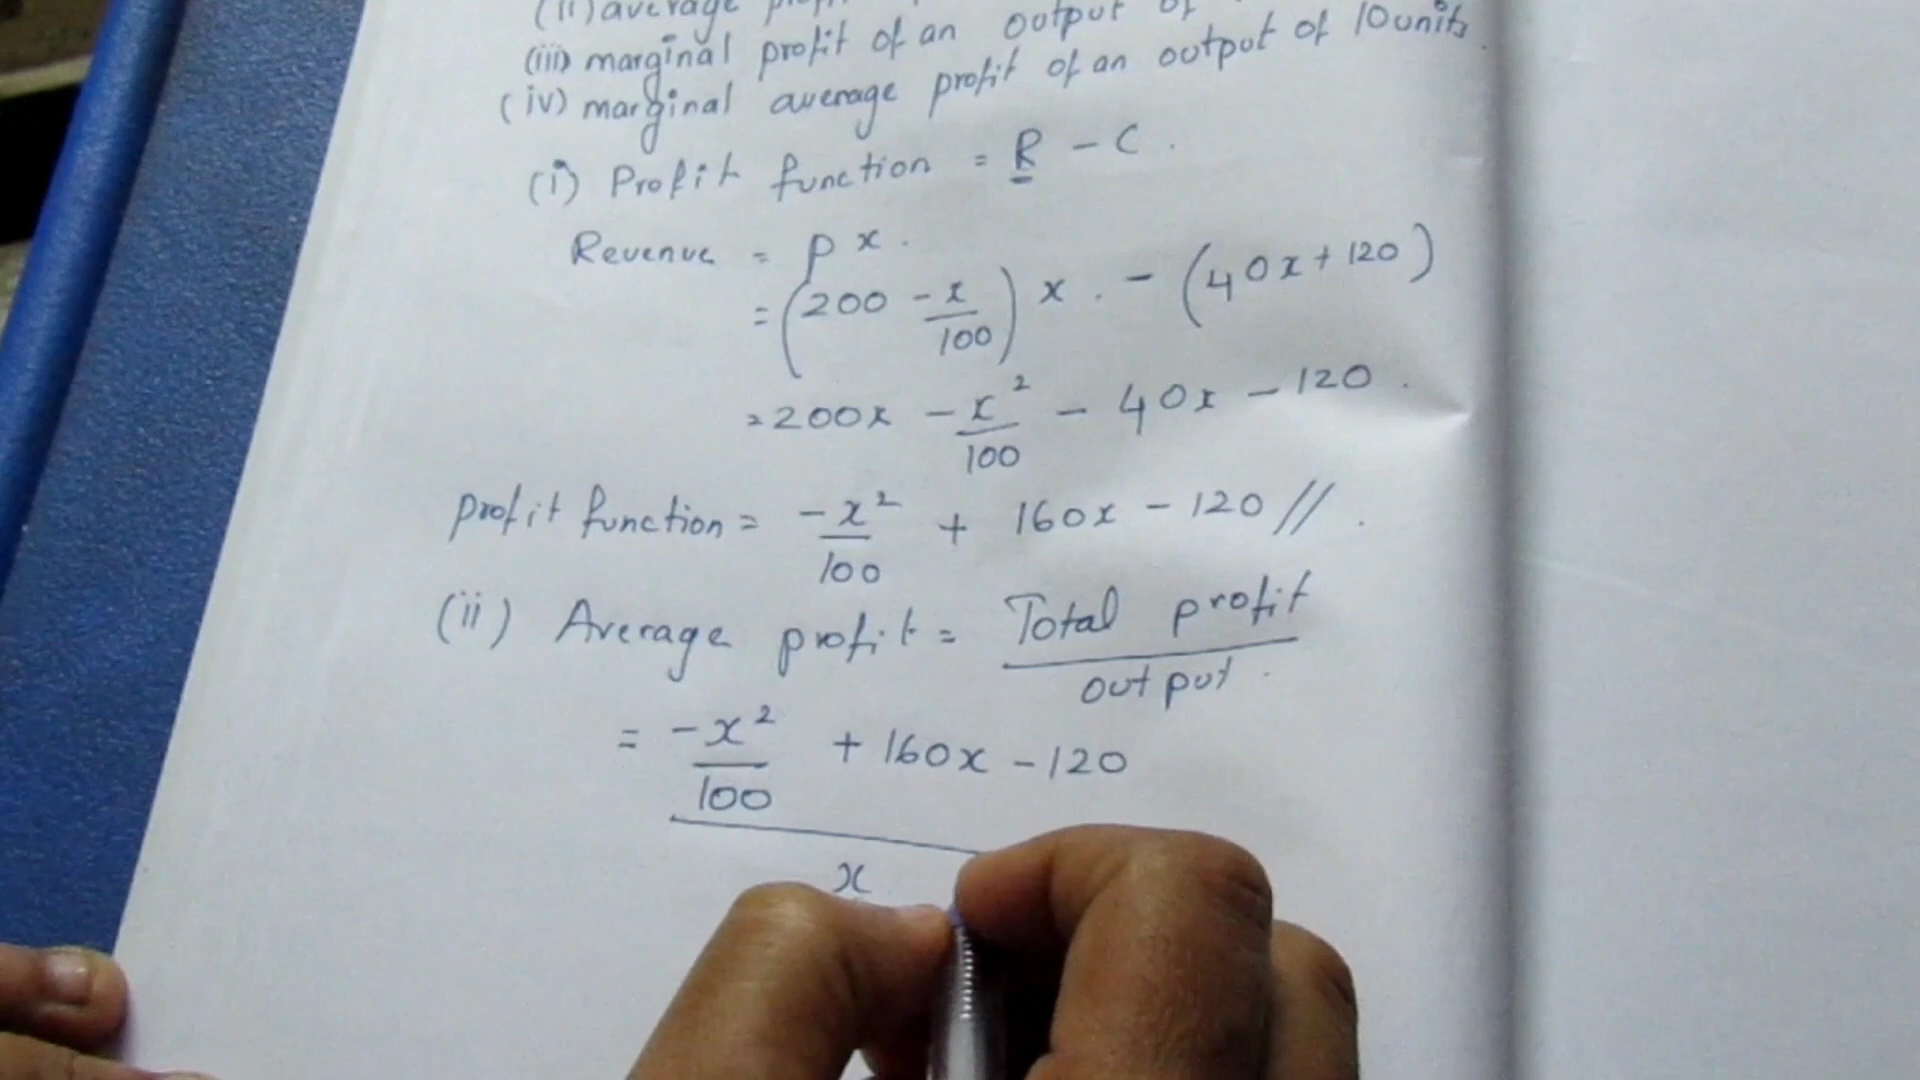 (ii) average
(iii) marginal profit of an output of
(iv) marginal average profit of an output of 10 units.
(i) Profit function = R - C.
Revenue = px.
= (200 - x/100) x. - (40x + 120)
= 200x - x²/100 - 40x - 120.
profit function = -x²/100 + 160x - 120 //.
(ii) Average profit = Total profit / output.
= -x²/100 + 160x - 120
x